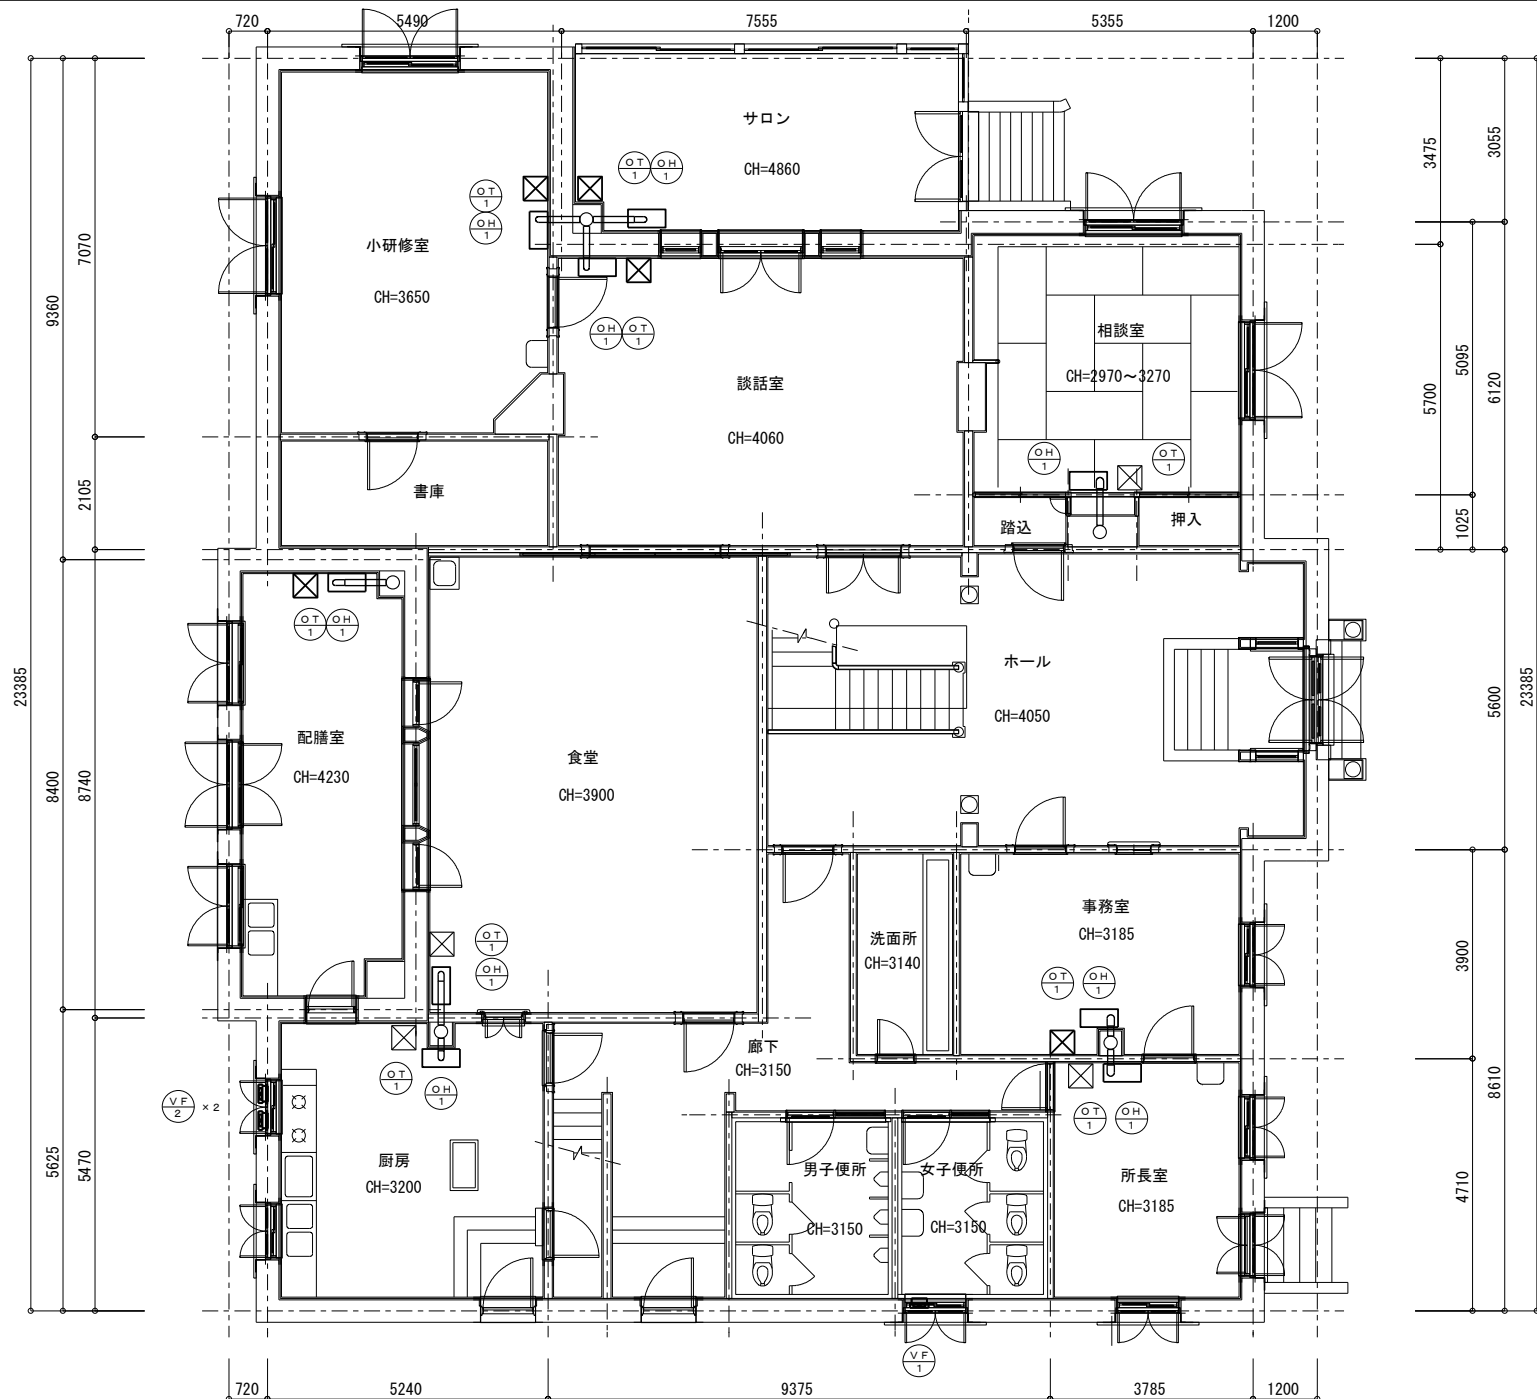 720
5490
7555
5355
1200
サロン
CH=4860
OT
1
OH
1
OT
1
OH
1
小研修室
CH=3650
OH
1
OT
1
談話室
CH=4060
相談室
CH=2970～3270
OH
1
OT
1
書庫
踏込
押入
OT
1
OH
1
ホール
CH=4050
配膳室
CH=4230
食堂
CH=3900
事務室
CH=3185
洗面所
CH=3140
OT
1
OH
1
OT
1
OH
1
廊下
CH=3150
OT
1
OH
1
VF
2
×2
OT
1
OH
1
厨房
CH=3200
男子便所
CH=3150
女子便所
CH=3150
所長室
CH=3185
VF
1
23385
9360
8400
5625
7070
2105
8740
5470
3475
5700
5095
1025
3900
4710
3055
6120
5600
8610
23385
720
5240
9375
3785
1200